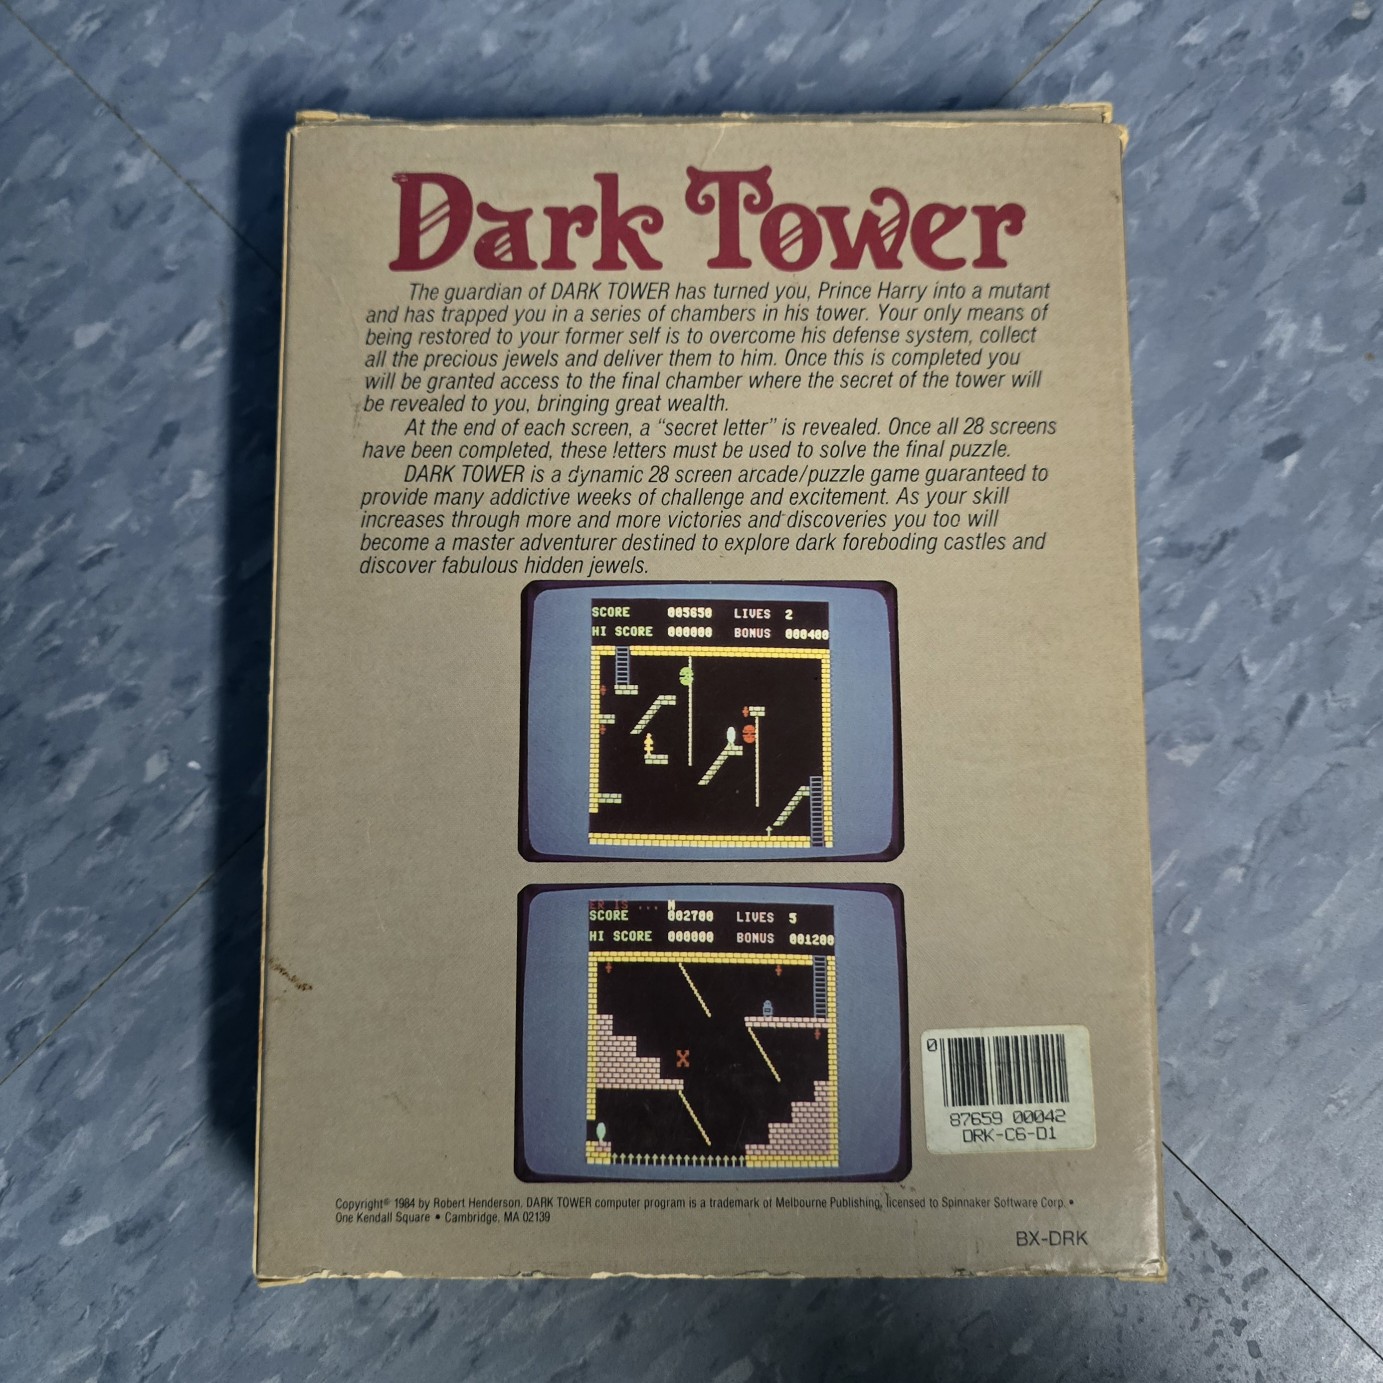 Dark Tower
The guardian of DARK TOWER has turned you, Prince Harry into a mutant
and has trapped you in a series of chambers in his tower. Your only means of
being restored to your former self is to overcome his defense system, collect
all the precious jewels and deliver them to him. Once this is completed you
will be granted access to the final chamber where the secret of the tower will
be revealed to you, bringing great wealth.
At the end of each screen, a “secret letter” is revealed. Once all 28 screens
have been completed, these letters must be used to solve the final puzzle.
DARK TOWER is a dynamic 28 screen arcade/puzzle game guaranteed to
provide many addictive weeks of challenge and excitement. As your skill
increases through more and more victories and discoveries you too will
become a master adventurer destined to explore dark foreboding castles and
discover fabulous hidden jewels.
SCORE 005650 LIVES 2
HI SCORE 000000 BONUS 000400
ER IS ... N
SCORE 002700 LIVES 5
HI SCORE 000000 BONUS 001200
0
87659 00042
DRK-C6-D1
Copyright© 1984 by Robert Henderson. DARK TOWER computer program is a trademark of Melbourne Publishing, licensed to Spinnaker Software Corp. •
One Kendall Square • Cambridge, MA 02139
BX-DRK